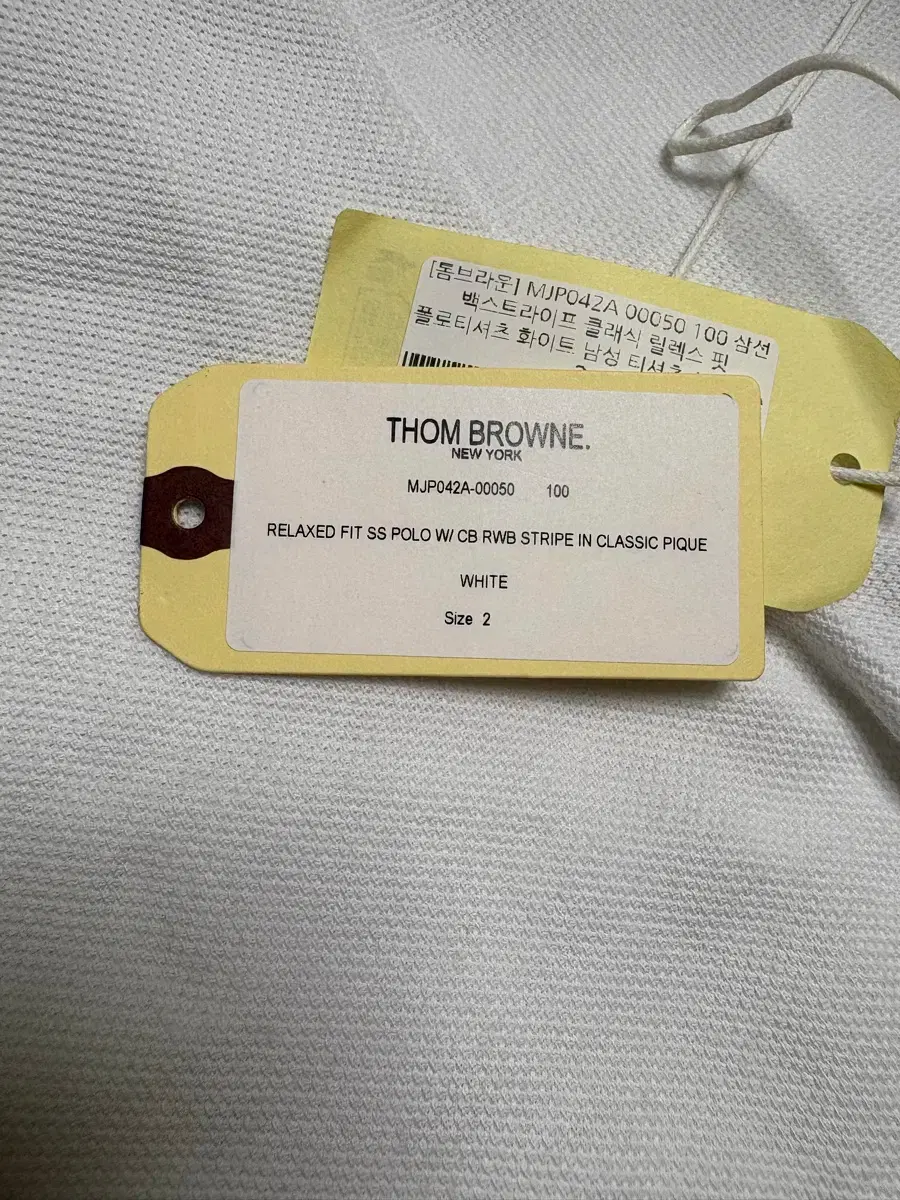 [톰브라운] MJP042A 00050 100 삼선
백스트라이프 클래식 릴렉스 핏
플로티셔츠 화이트 남성 티셔츠
THOM BROWNE.
NEW YORK
MJP042A-00050 100
RELAXED FIT SS POLO W/ CB RWB STRIPE IN CLASSIC PIQUE
WHITE
Size 2